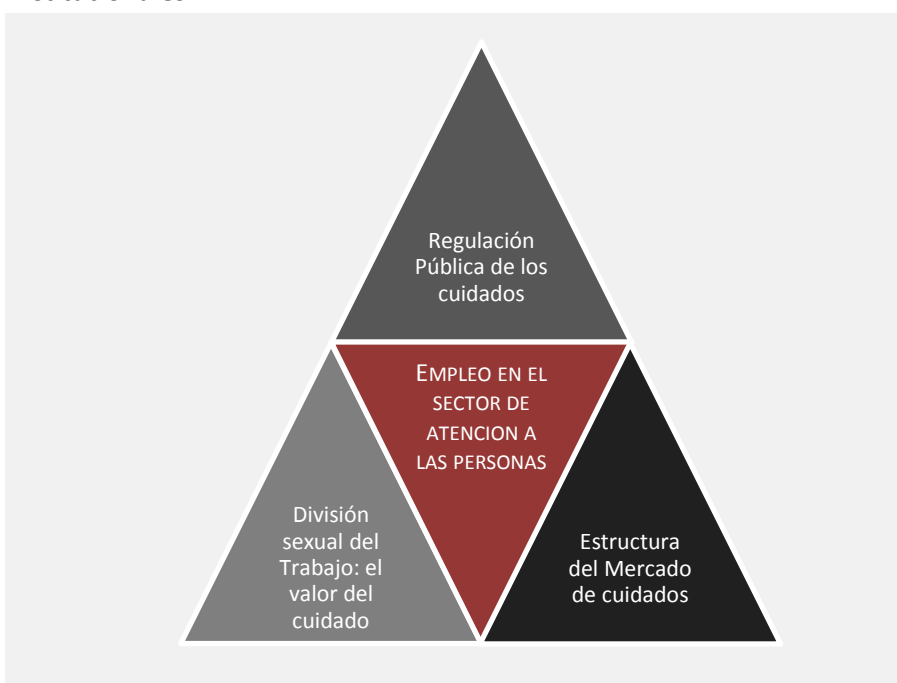 Regulación
Pública de los
cuidados
EMPLEO EN EL
SECTOR DE
ATENCION A
LAS PERSONAS
División
sexual del
Trabajo: el
valor del
cuidado
Estructura
del Mercado
de cuidados